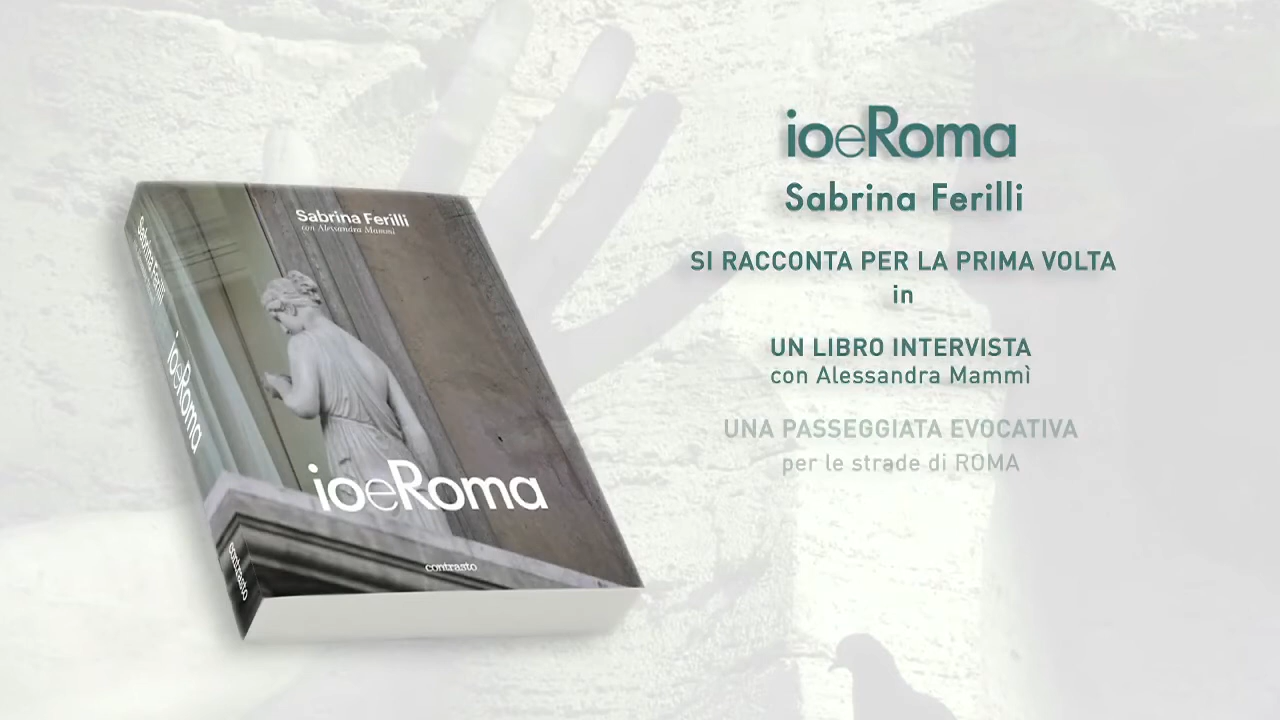 Sabrina Ferilli
con Alessandra Mammì
ioeRoma
contrasto
Sabrina Ferilli
ioeRoma
contrasto
ioeRoma
Sabrina Ferilli
SI RACCONTA PER LA PRIMA VOLTA
in
UN LIBRO INTERVISTA
con Alessandra Mammì
UNA PASSEGGIATA EVOCATIVA
per le strade di ROMA